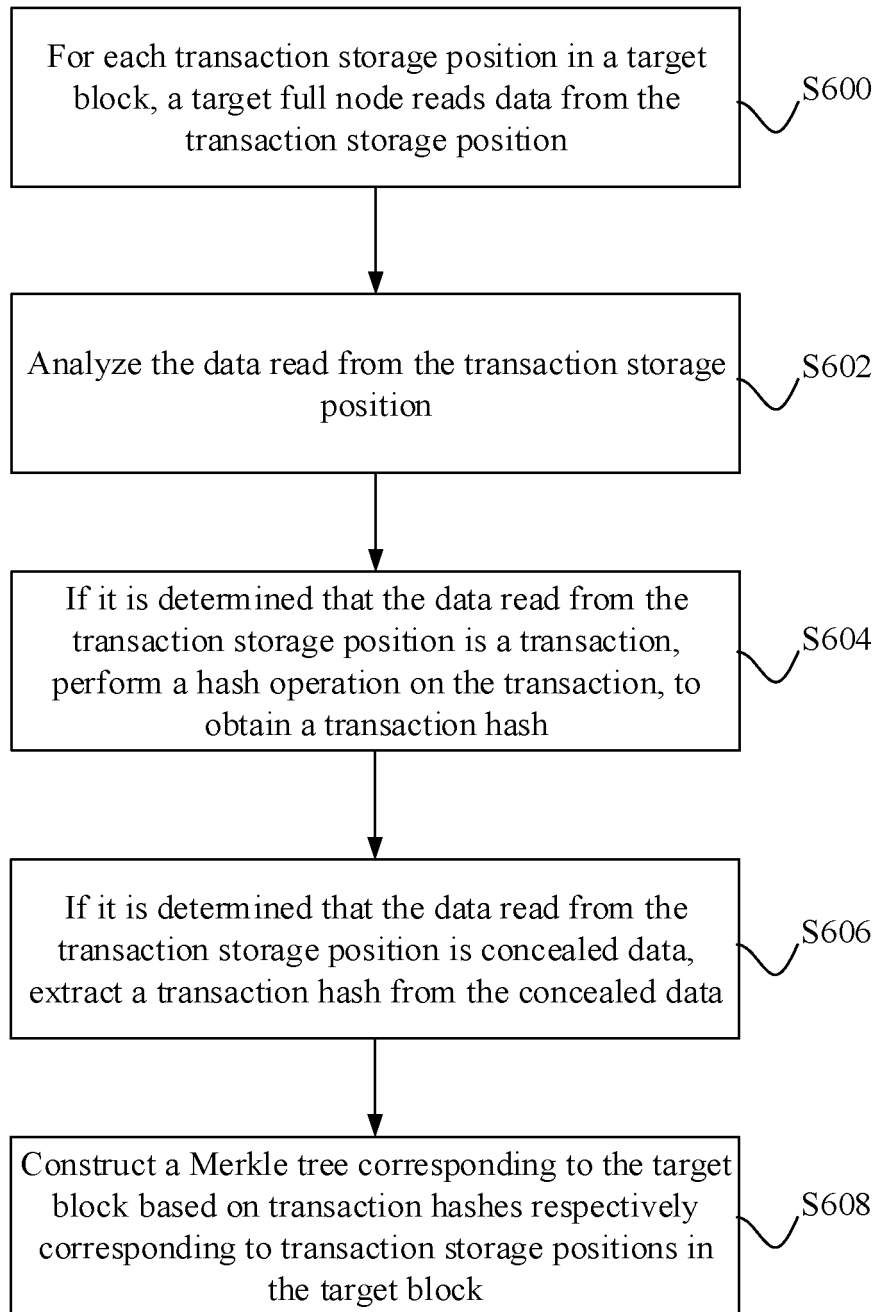 For each transaction storage position in a target
block, a target full node reads data from the
transaction storage position
S600
Analyze the data read from the transaction storage
position
S602
If it is determined that the data read from the
transaction storage position is a transaction,
perform a hash operation on the transaction, to
obtain a transaction hash
S604
If it is determined that the data read from the
transaction storage position is concealed data,
extract a transaction hash from the concealed data
S606
Construct a Merkle tree corresponding to the target
block based on transaction hashes respectively
corresponding to transaction storage positions in
the target block
S608